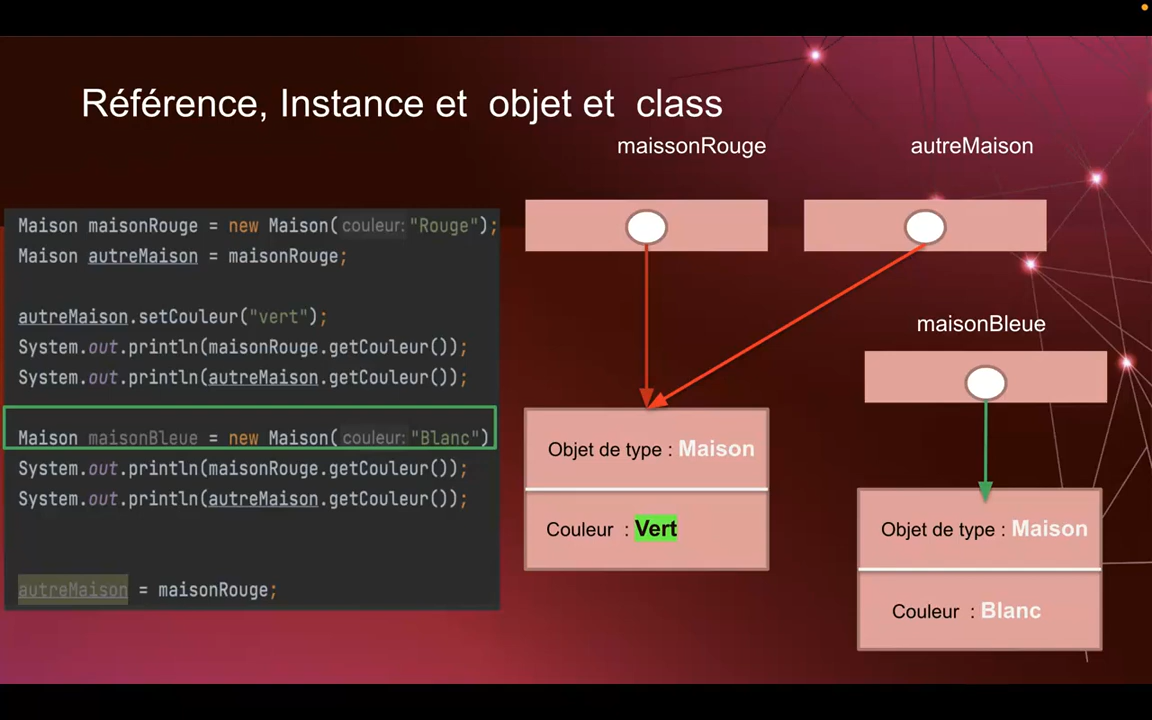 Référence, Instance et objet et class
maissonRouge
autreMaison
Maison maisonRouge = new Maison( couleur: "Rouge");
Maison autreMaison = maisonRouge;
autreMaison.setCouleur("vert");
System.out.println(maisonRouge.getCouleur());
System.out.println(autreMaison.getCouleur());
Maison maisonBleue = new Maison( couleur: "Blanc")
System.out.println(maisonRouge.getCouleur());
System.out.println(autreMaison.getCouleur());
autreMaison = maisonRouge;
maisonBleue
Objet de type : Maison
Couleur : Vert
Objet de type : Maison
Couleur : Blanc